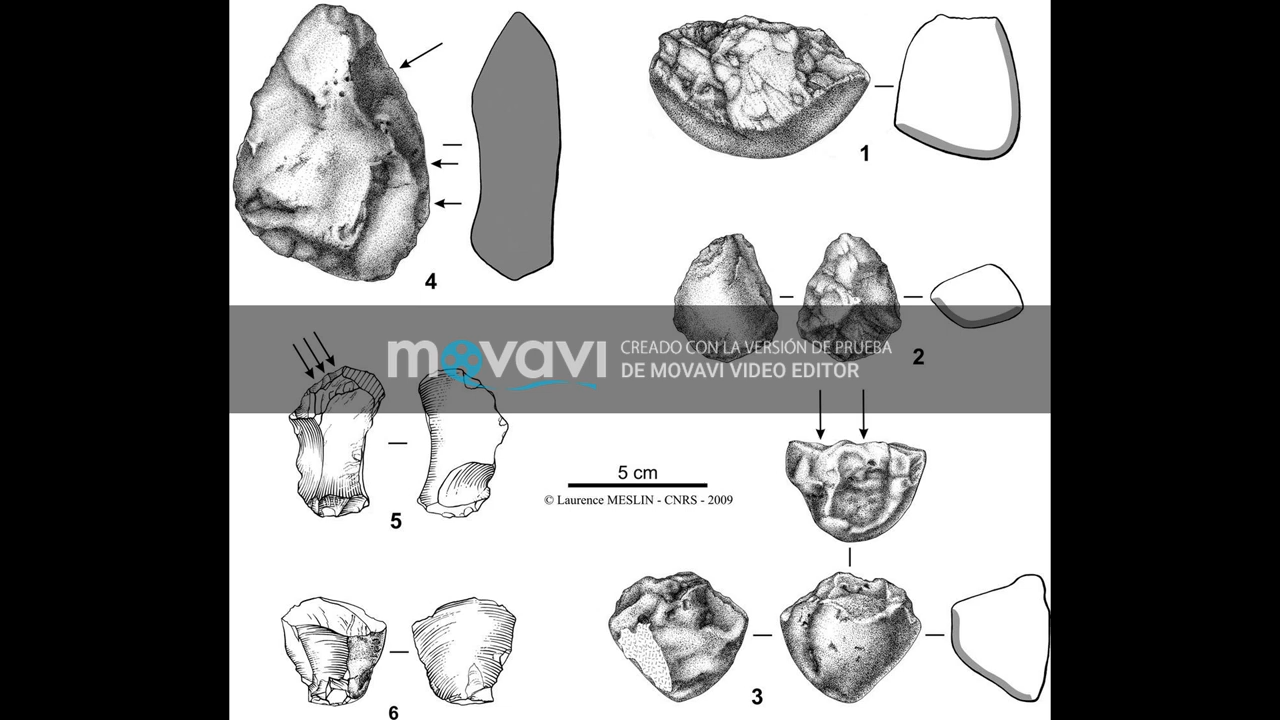 1
4
2
movavi
CREADO CON LA VERSIÓN DE PRUEBA
DE MOVAVI VIDEO EDITOR
5 cm
© Laurence MESLIN - CNRS - 2009
5
3
6